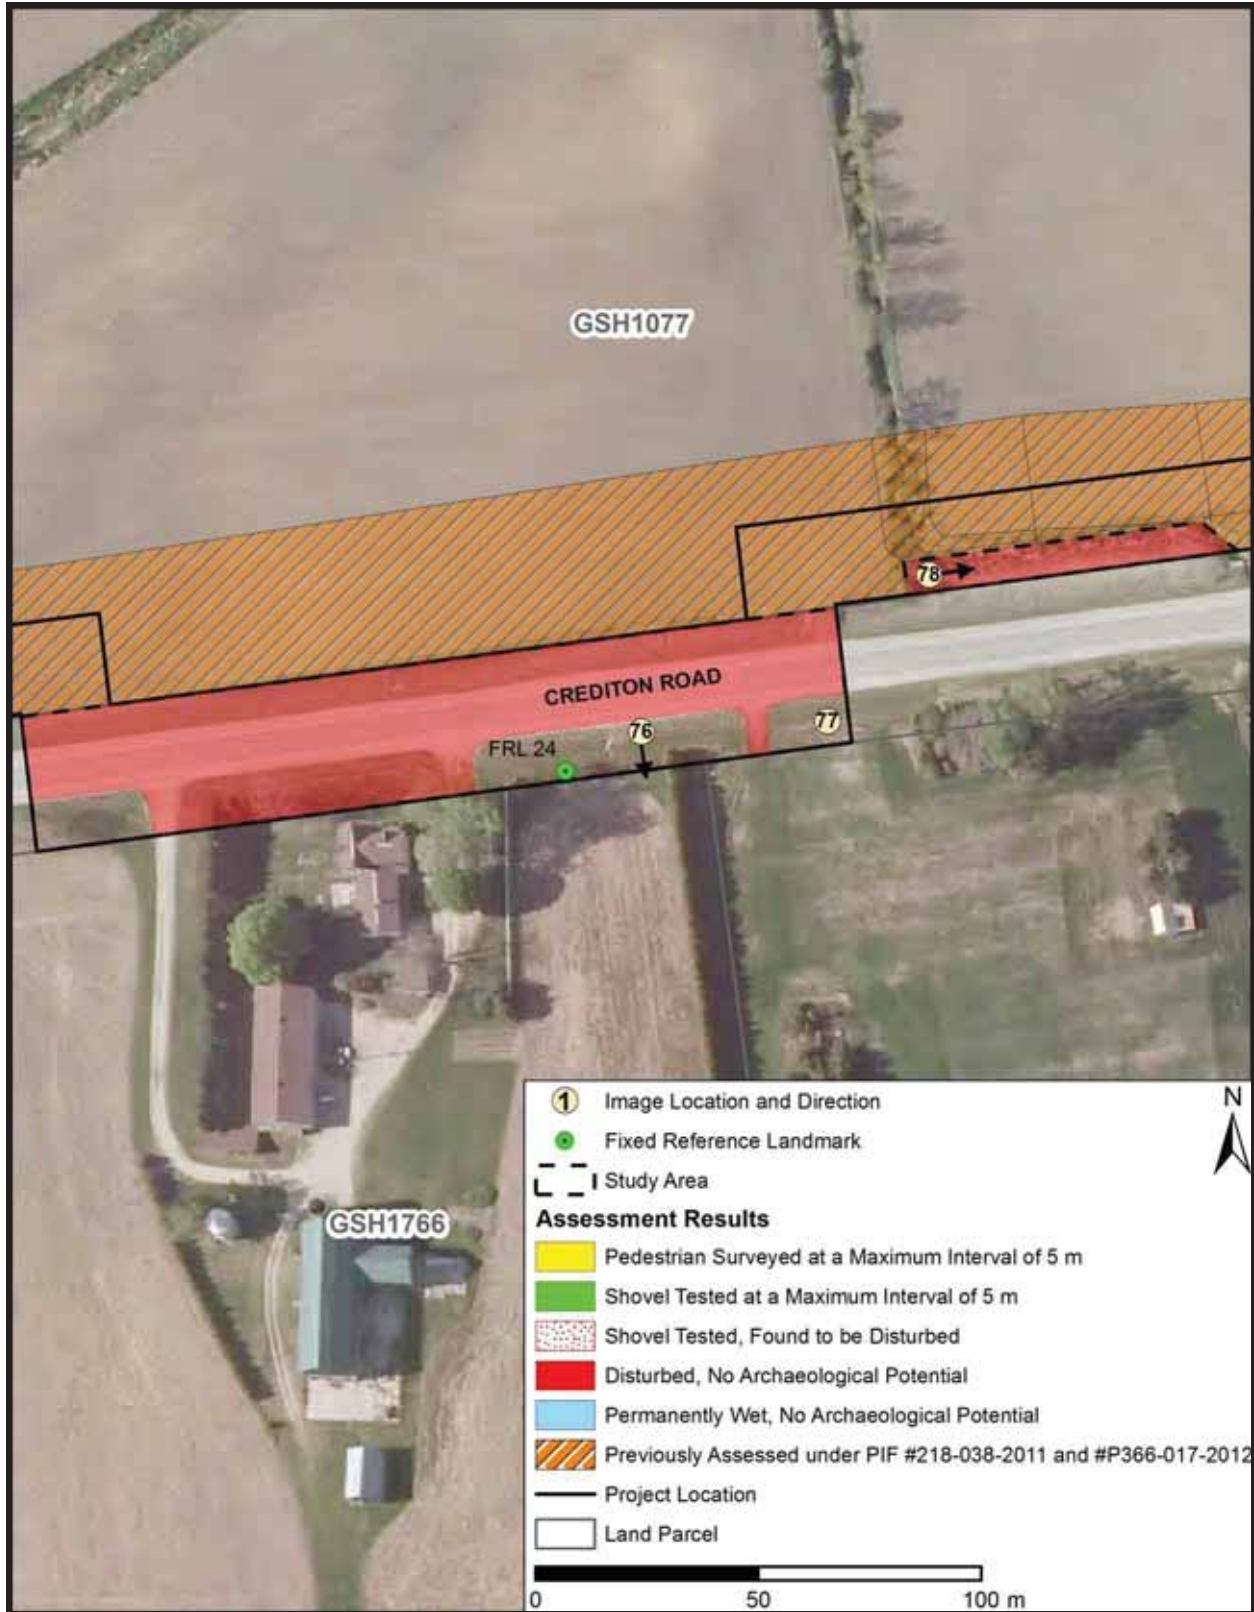 GSH1077
78
CREDITON ROAD
77
76
FRL 24
GSH1766
N
1 Image Location and Direction
Fixed Reference Landmark
Study Area
Assessment Results
Pedestrian Surveyed at a Maximum Interval of 5 m
Shovel Tested at a Maximum Interval of 5 m
Shovel Tested, Found to be Disturbed
Disturbed, No Archaeological Potential
Permanently Wet, No Archaeological Potential
Previously Assessed under PIF #218-038-2011 and #P366-017-2012
Project Location
Land Parcel
0 50 100 m